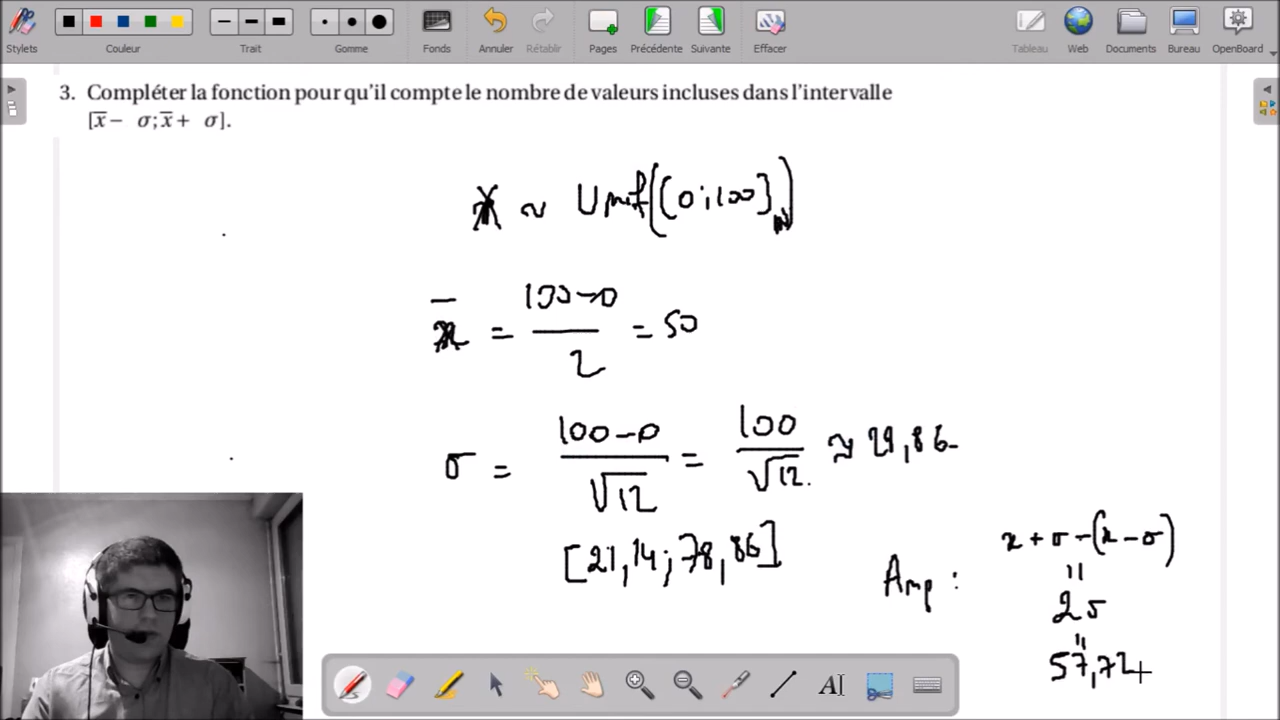 Stylets Couleur Trait Gomme Fonds Annuler Rétablir Pages Précédente Suivante Effacer Tableau Web Documents Bureau OpenBoard
3. Compléter la fonction pour qu'il compte le nombre de valeurs incluses dans l'intervalle
[x̅ − σ; x̅ + σ].
X ~ Unif([0;100]_N)
x̅ = (100-0)/2 = 50
σ = (100-0)/√12 = 100/√12. ≈ 28,86
[21,14; 78,86]
Amp : x + σ - (x - σ)
=
2σ
=
57,72